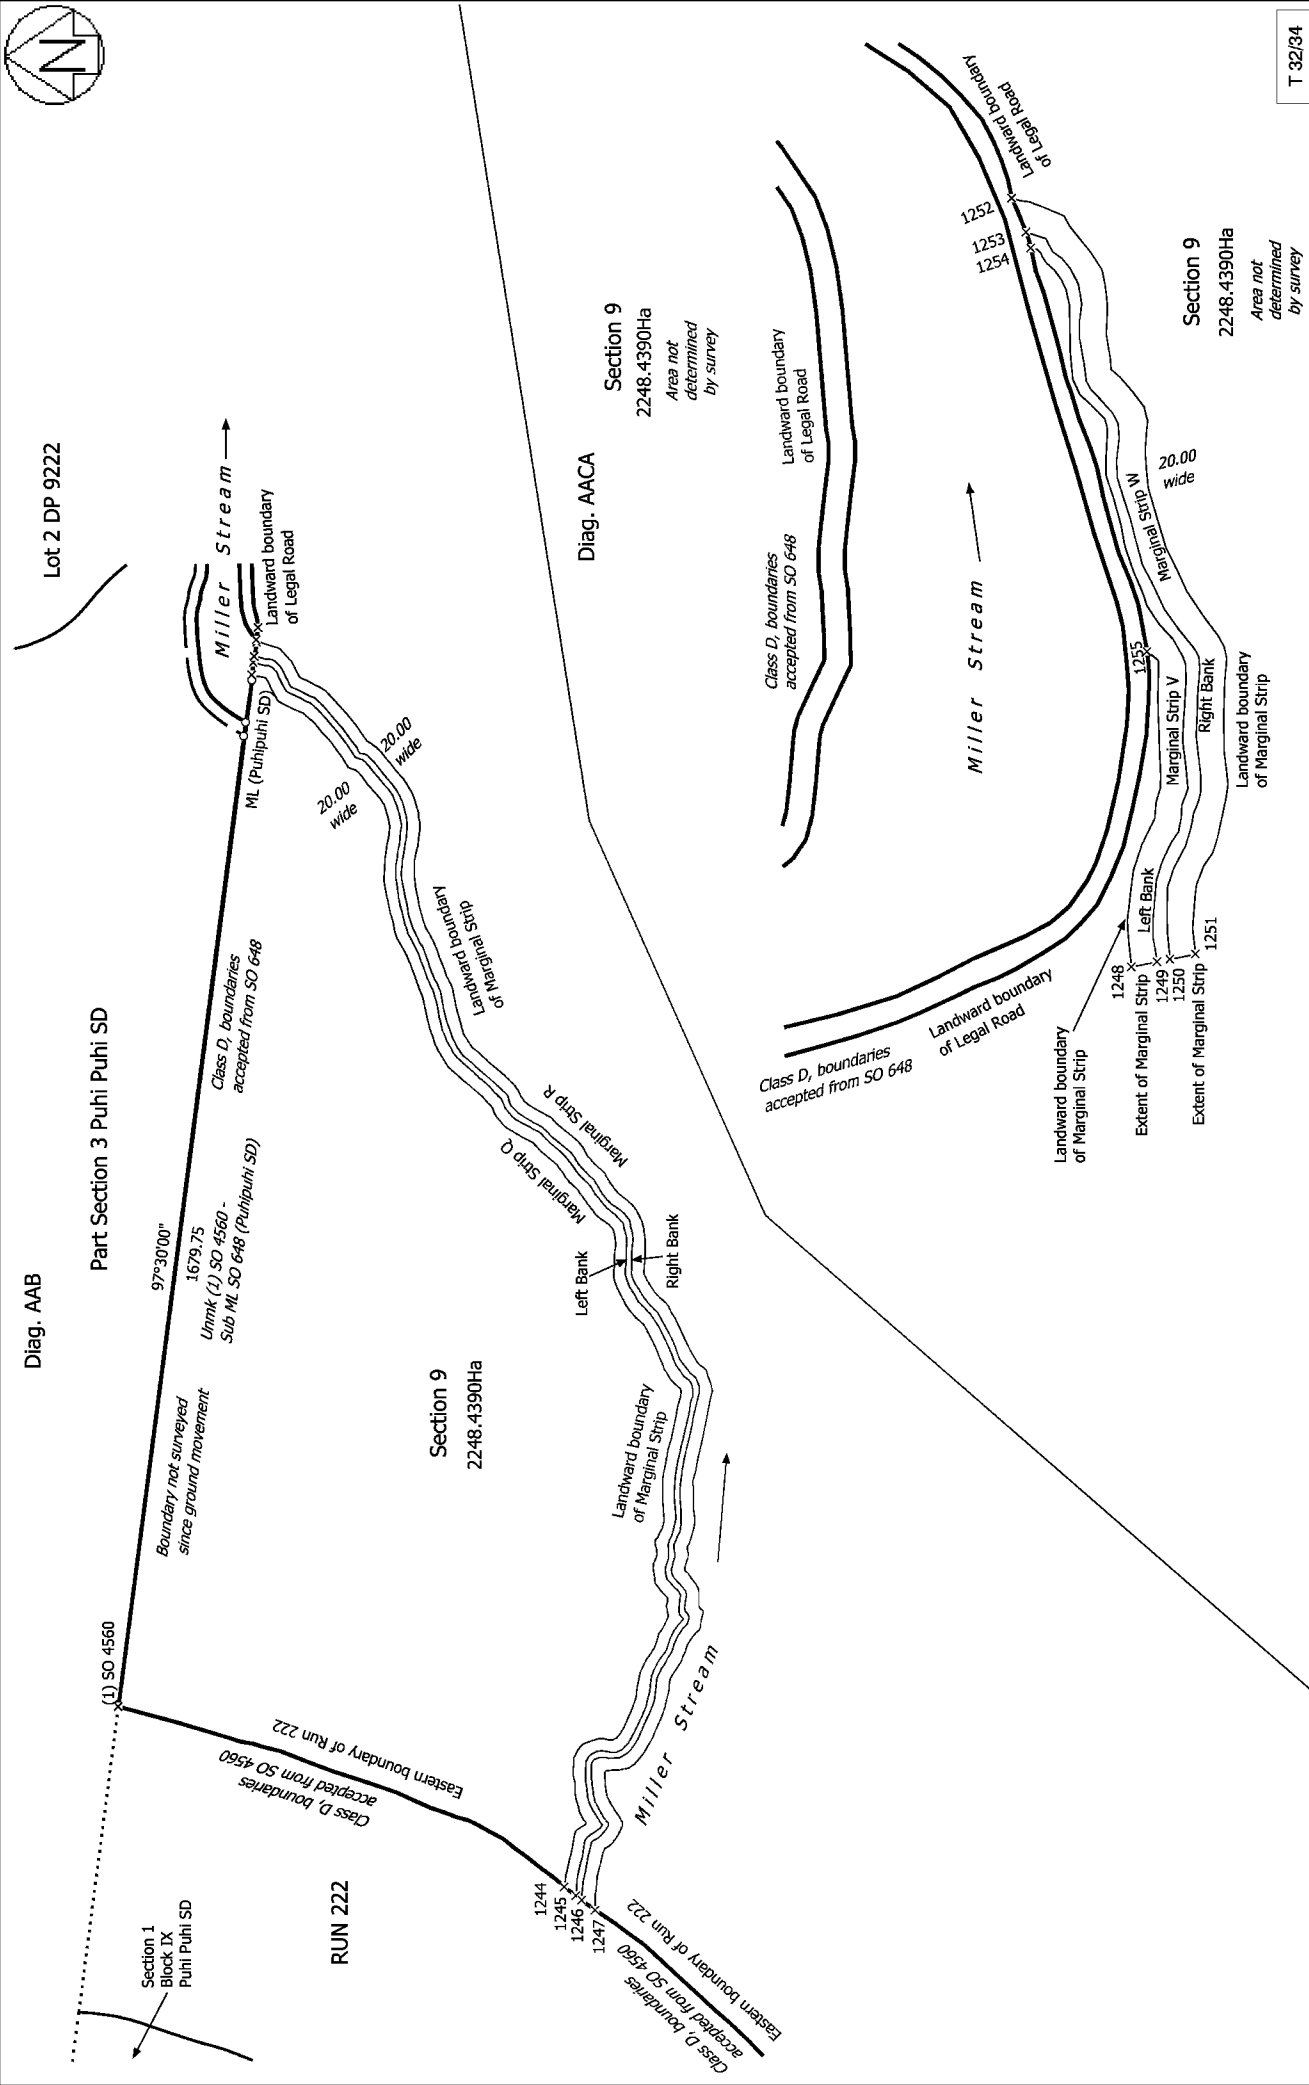 Diag. AAB
Lot 2 DP 9222
N
Part Section 3 Puhi Puhi SD
(1) SO 4560
97°30'00"
1679.75
Unmk (1) SO 4560 -
Sub ML SO 648 (Puhipuhi SD)
Boundary not surveyed
since ground movement
Class D, boundaries
accepted from SO 648
ML (Puhipuhi SD)
Miller Stream
Landward boundary
of Legal Road
Section 1
Block IX
Puhi Puhi SD
RUN 222
Eastern boundary of Run 222
Class D, boundaries
accepted from SO 4560
Section 9
2248.4390Ha
20.00
wide
20.00
wide
Landward boundary
of Marginal Strip
Marginal Strip Q
Marginal Strip R
Left Bank
Right Bank
Landward boundary
of Marginal Strip
Miller Stream
1244
1245
1246
1247
Eastern boundary of Run 222
Class D, boundaries
accepted from SO 4560
Diag. AACA
Section 9
2248.4390Ha
Area not
determined
by survey
Class D, boundaries
accepted from SO 648
Landward boundary
of Legal Road
Miller Stream
Class D, boundaries
accepted from SO 648
Landward boundary
of Legal Road
Landward boundary
of Legal Road
1252
1253
1254
1255
Landward boundary
of Marginal Strip
1248
Extent of Marginal Strip
1249
1250
Extent of Marginal Strip
1251
Left Bank
Marginal Strip V
Right Bank
Marginal Strip W
20.00
wide
Landward boundary
of Marginal Strip
Section 9
2248.4390Ha
Area not
determined
by survey
T 32/34